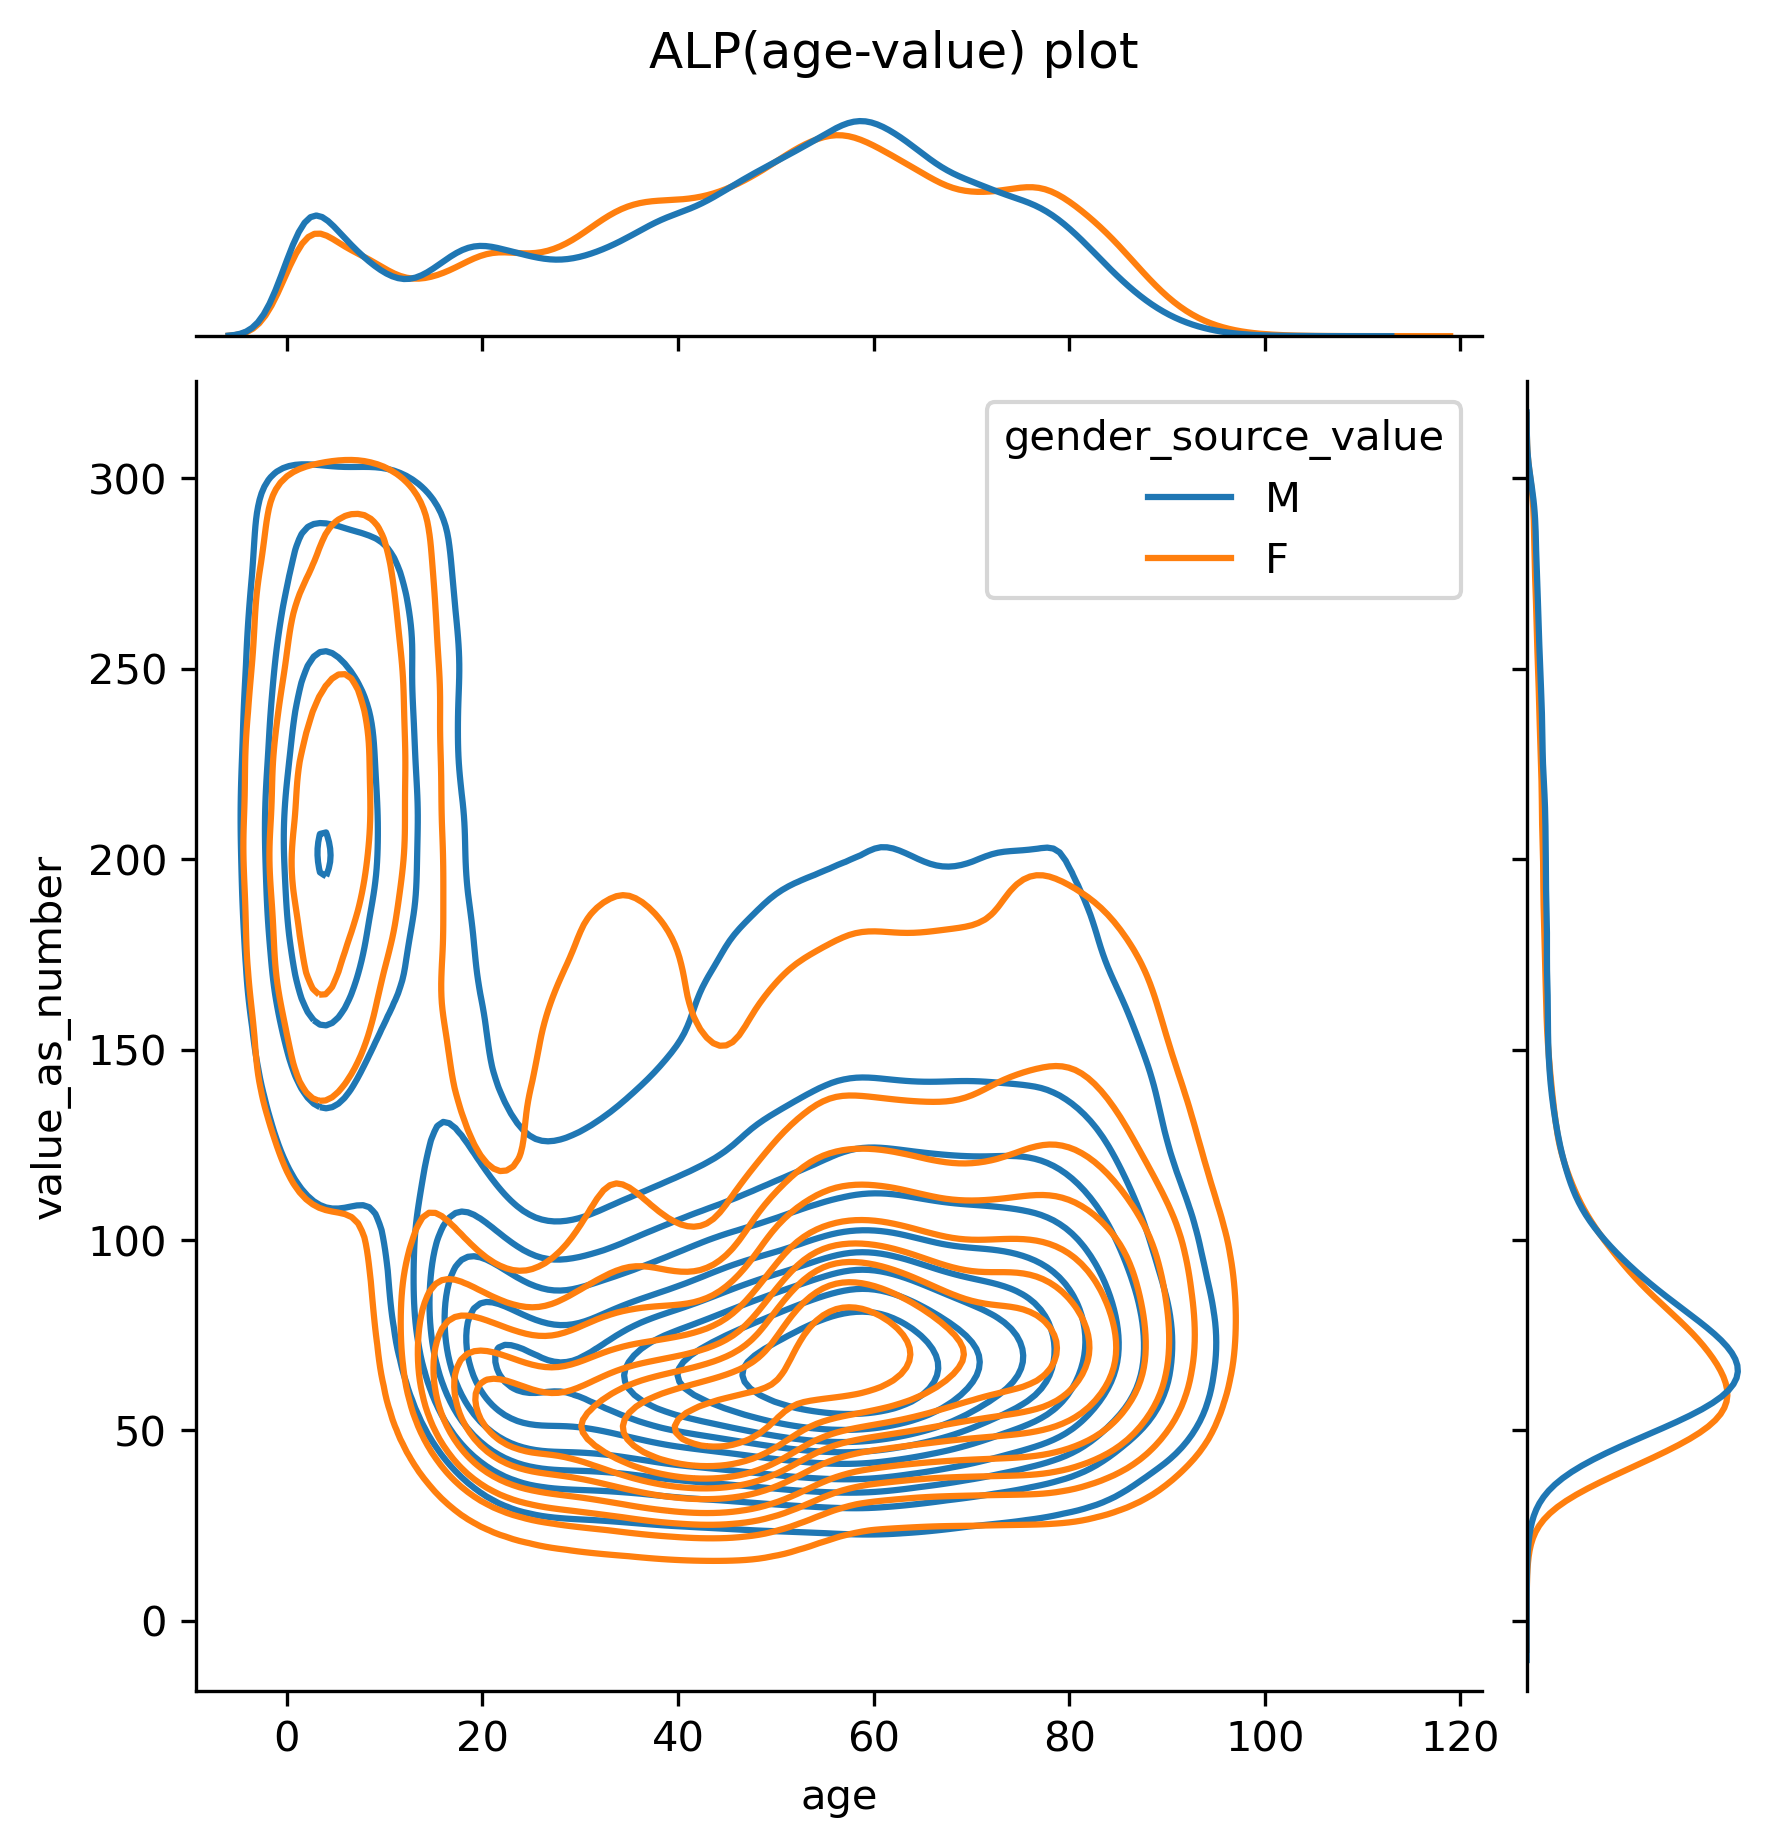 ALP(age-value) plot
gender_source_value
M
F
300
250
200
150
100
50
0
value_as_number
0 20 40 60 80 100 120
age